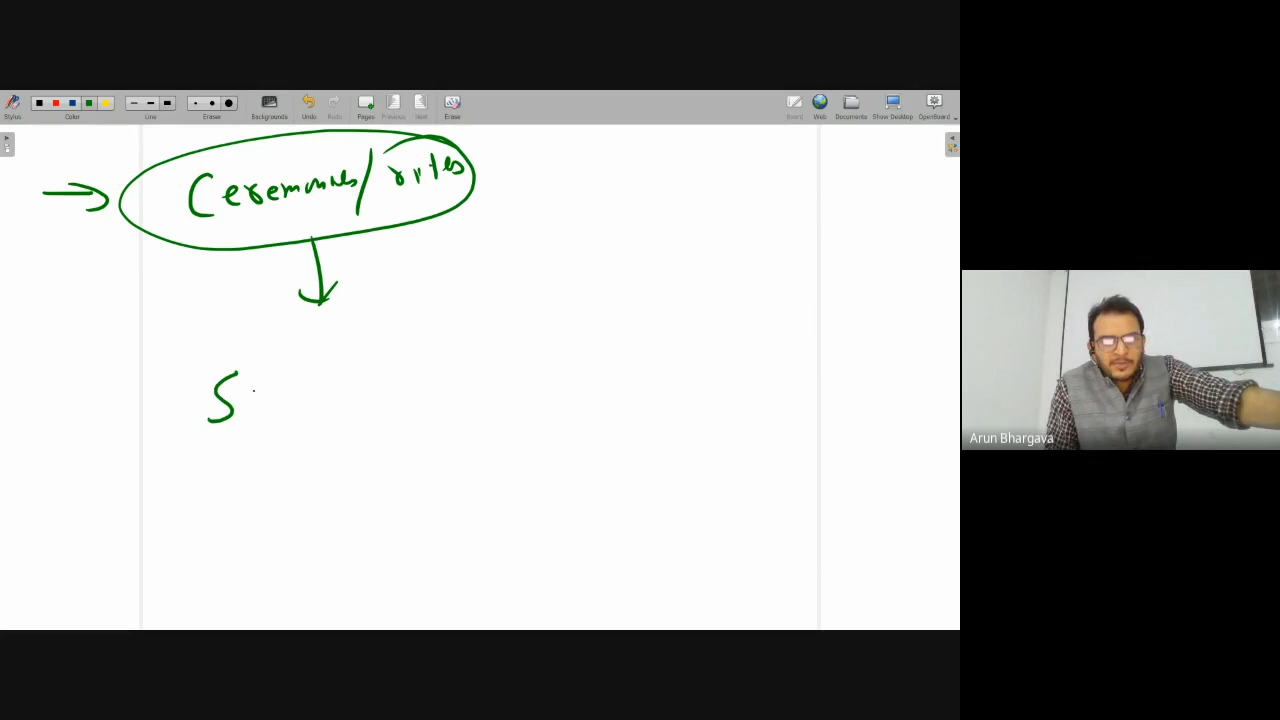 Stylus Color Line Eraser Backgrounds Undo Redo Pages Previous Next Erase Board Web Documents Show Desktop OpenBoard
Ceremonies/rites
S
Arun Bhargava